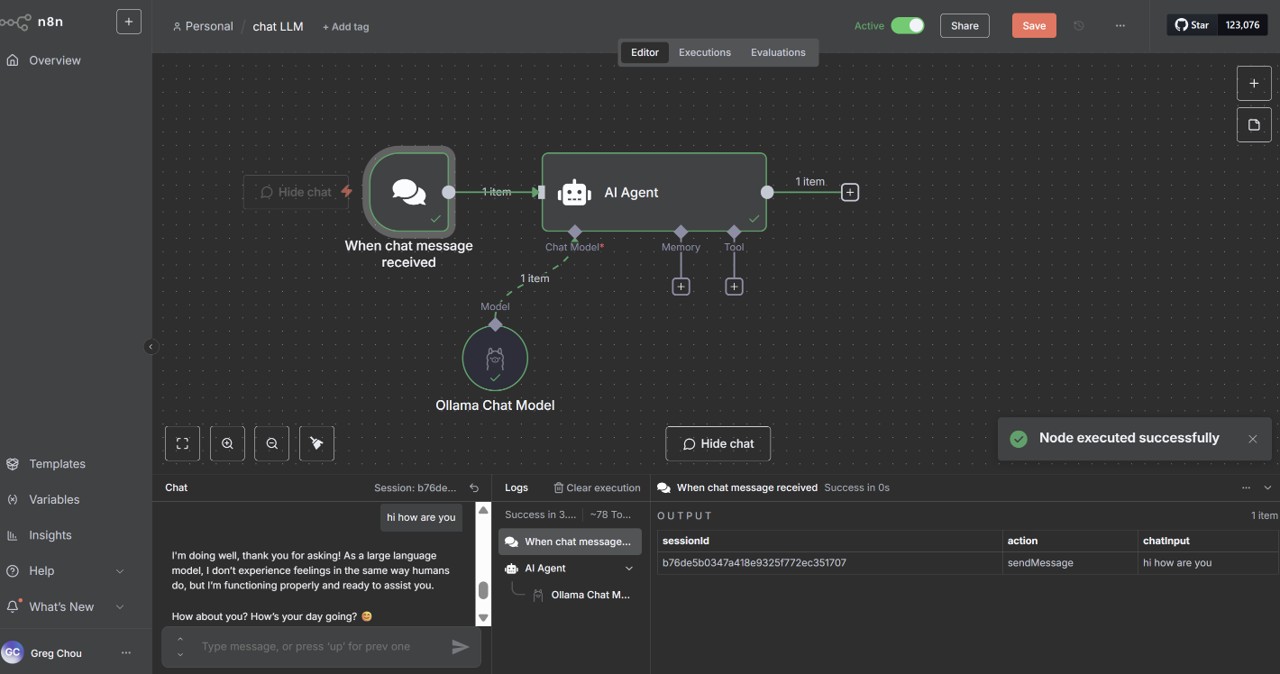 n8n
+
Personal / chat LLM + Add tag
Active
Share
Save
...
Star 123,076
Overview
Editor
Executions
Evaluations
Hide chat
1 item
AI Agent
1 item
When chat message
received
Chat Model*
Memory
Tool
1 item
Model
Ollama Chat Model
Hide chat
Node executed successfully
Templates
Variables
Insights
Help
What's New
GC Greg Chou ...
Chat
Session: b76de...
hi how are you
I'm doing well, thank you for asking! As a large language
model, I don't experience feelings in the same way humans
do, but I'm functioning properly and ready to assist you.
How about you? How's your day going? 😊
Type message, or press 'up' for prev one
Logs
Clear execution
Success in 3.... ~78 To...
When chat message...
AI Agent
Ollama Chat M...
When chat message received Success in 0s
OUTPUT
1 item
sessionId action chatInput
b76de5b0347a418e9325f772ec351707 sendMessage hi how are you